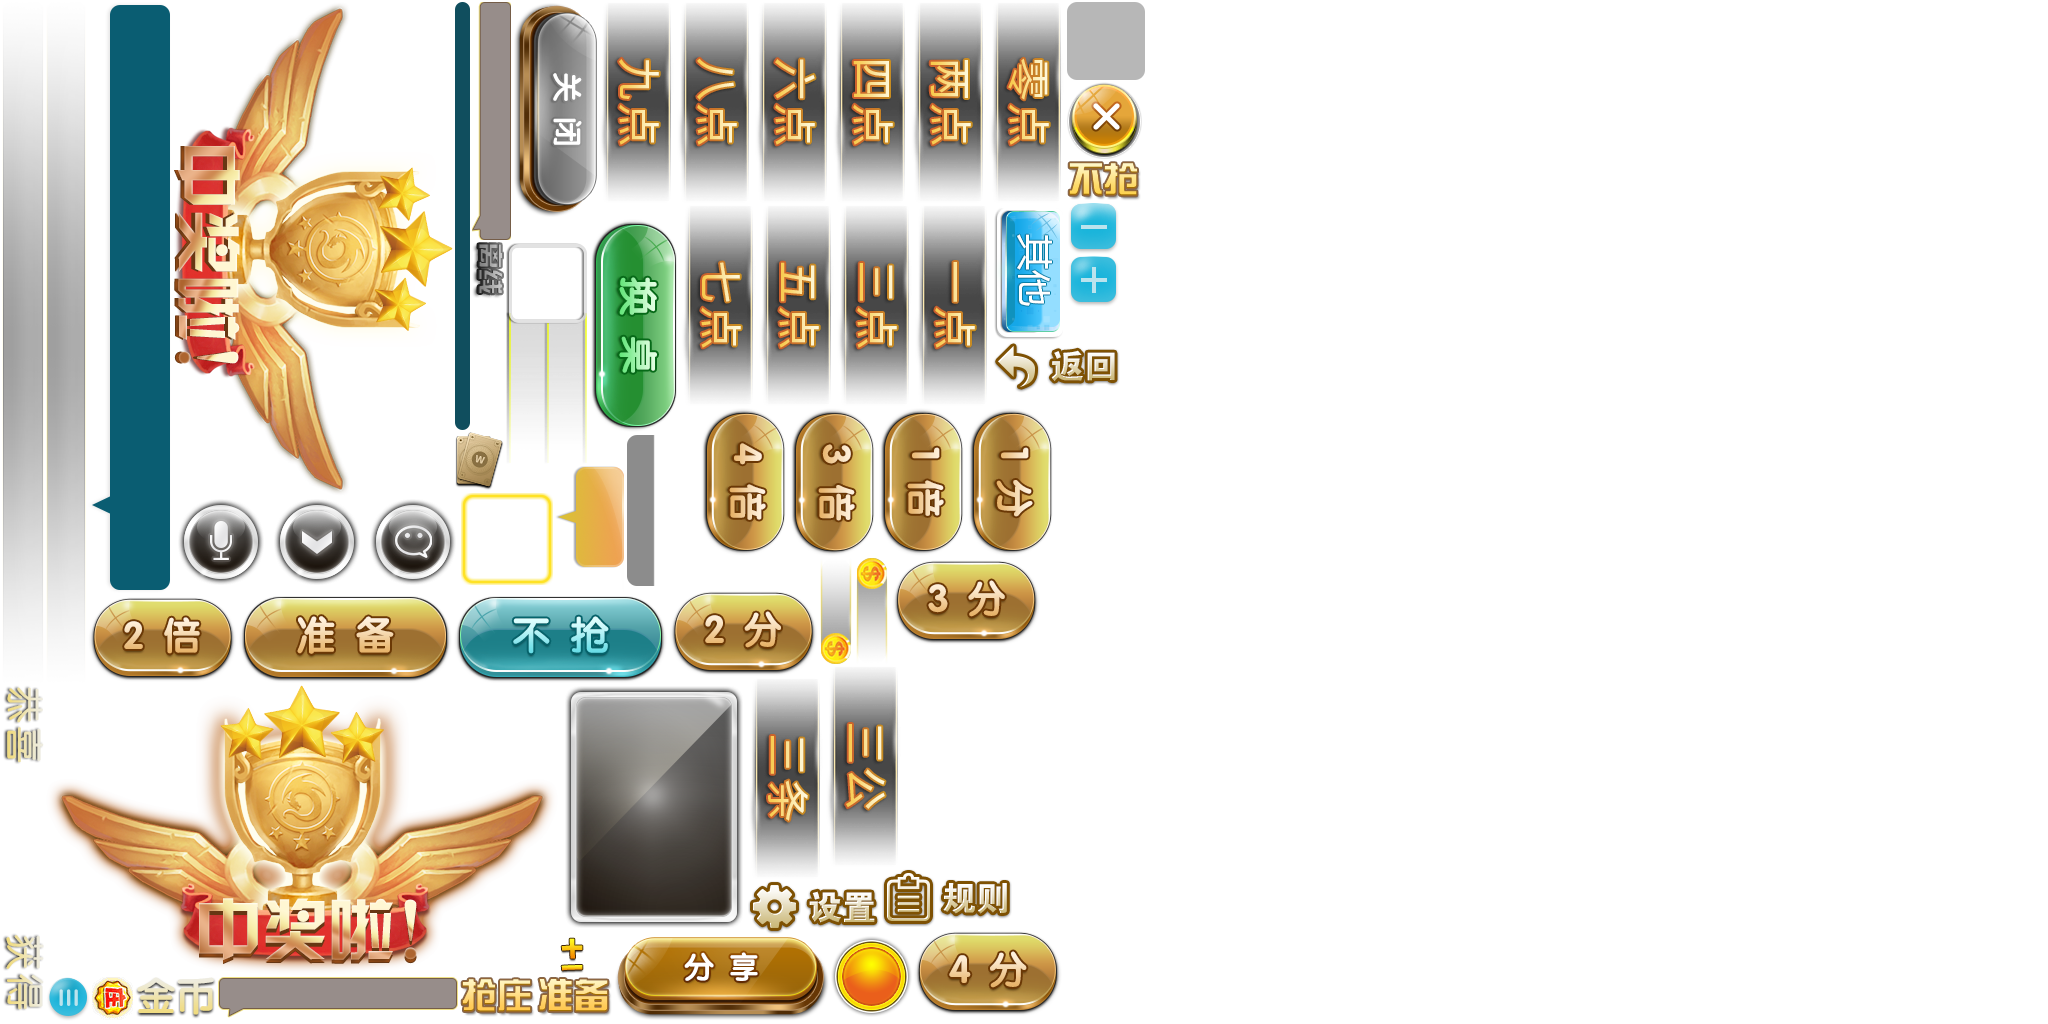 关闭
九点
八点
六点
四点
两点
零点
不抢
中奖啦!
离线
换桌
七点
五点
三点
一点
其他
返回
W
4倍
3倍
1倍
1分
2 倍
准 备
不 抢
2 分
3 分
恭喜
获得
中奖啦!
三条
三公
设置
规则
金币
抢庄
准备
分 享
4 分